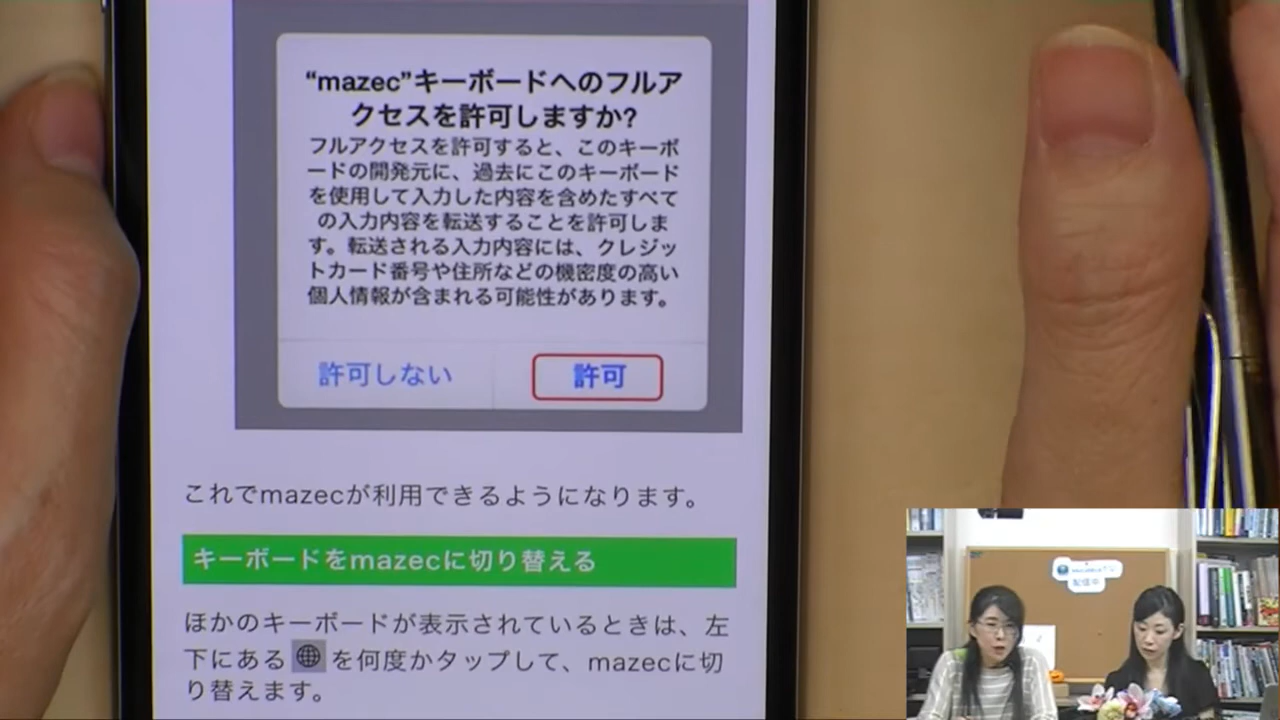 “mazec”キーボードへのフルア
クセスを許可しますか?
フルアクセスを許可すると、このキーボ
ードの開発元に、過去にこのキーボード
を使用して入力した内容を含めたすべて
の入力内容を転送することを許可しま
す。転送される入力内容には、クレジッ
トカード番号や住所などの機密度の高い
個人情報が含まれる可能性があります。
許可しない
許可
これでmazecが利用できるようになります。
キーボードをmazecに切り替える
ほかのキーボードが表示されているときは、左
下にある を何度かタップして、mazecに切
り替えます。
配信中